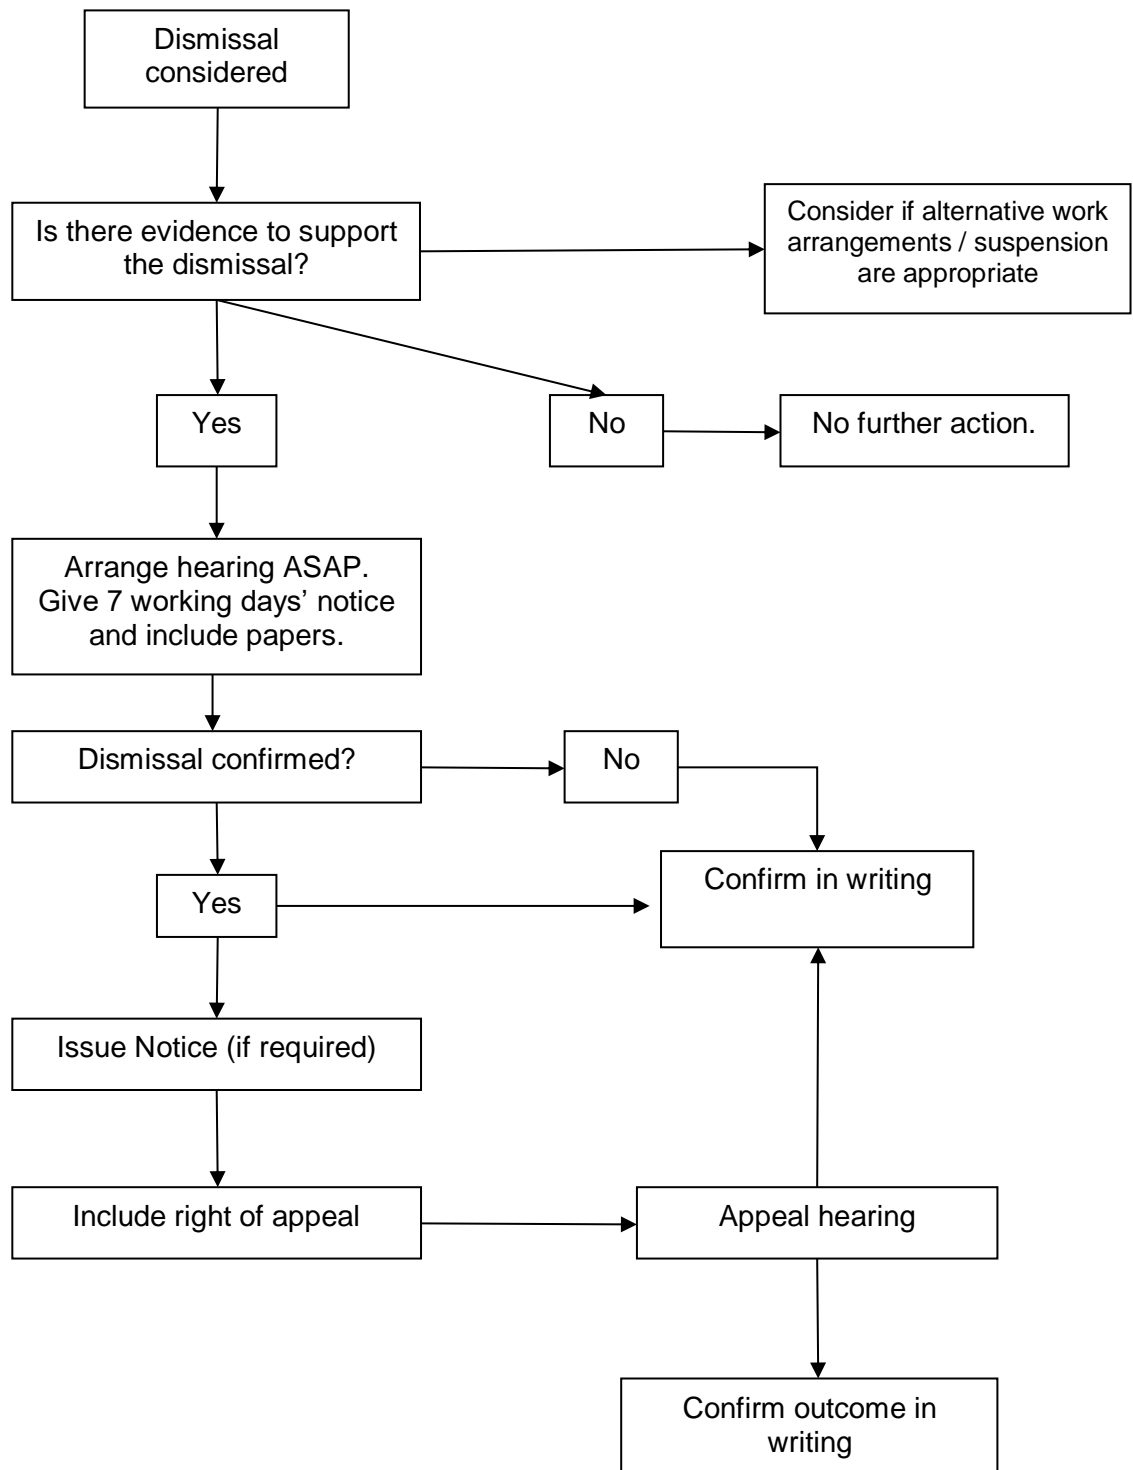 Dismissal
considered
Is there evidence to support
the dismissal?
Consider if alternative work
arrangements / suspension
are appropriate
Yes
No
No further action.
Arrange hearing ASAP.
Give 7 working days’ notice
and include papers.
Dismissal confirmed?
No
Confirm in writing
Yes
Issue Notice (if required)
Include right of appeal
Appeal hearing
Confirm outcome in
writing